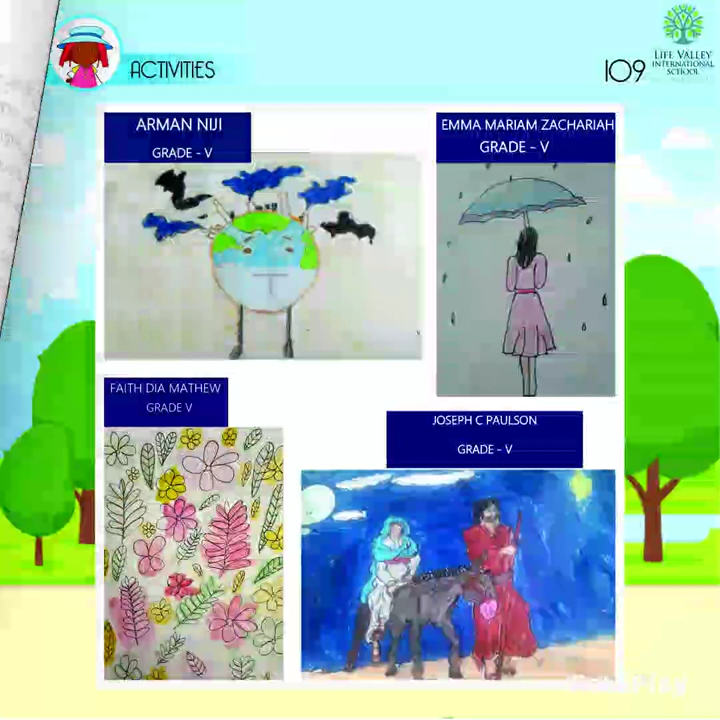 ACTIVITIES
109
LIFE VALLEY
INTERNATIONAL
SCHOOL
ARMAN NIJI
GRADE - V
EMMA MARIAM ZACHARIAH
GRADE - V
FAITH DIA MATHEW
GRADE V
JOSEPH C PAULSON
GRADE - V